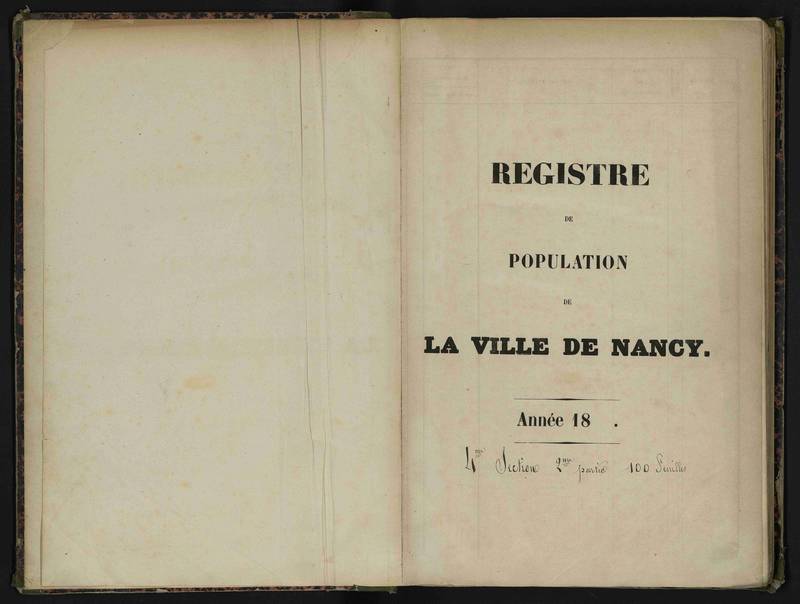 REGISTRE
DE
POPULATION
DE
LA VILLE DE NANCY.
Année 18 .
4me Section 2me partie 100 Feuilles